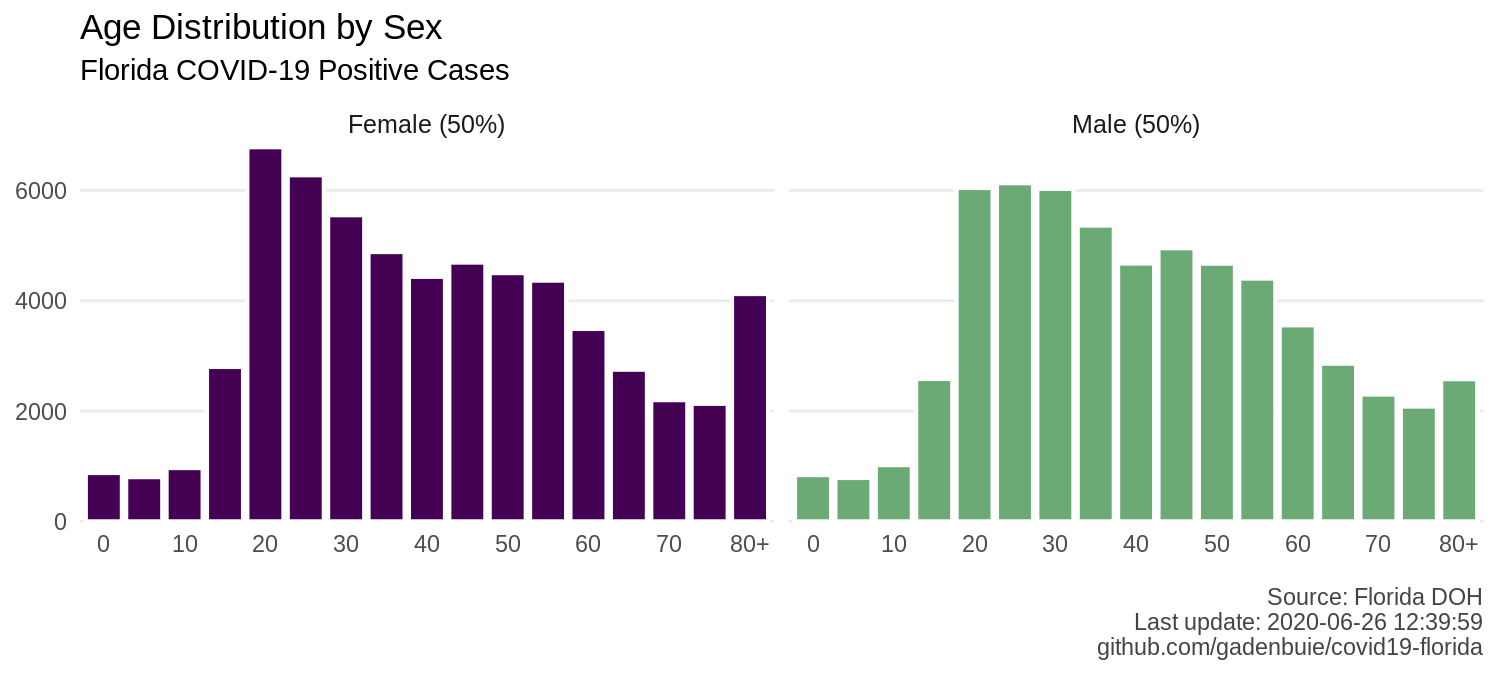 Age Distribution by Sex
Florida COVID-19 Positive Cases
Female (50%)
Male (50%)
6000
4000
2000
0
0 10 20 30 40 50 60 70 80+
0 10 20 30 40 50 60 70 80+
Source: Florida DOH
Last update: 2020-06-26 12:39:59
github.com/gadenbuie/covid19-florida